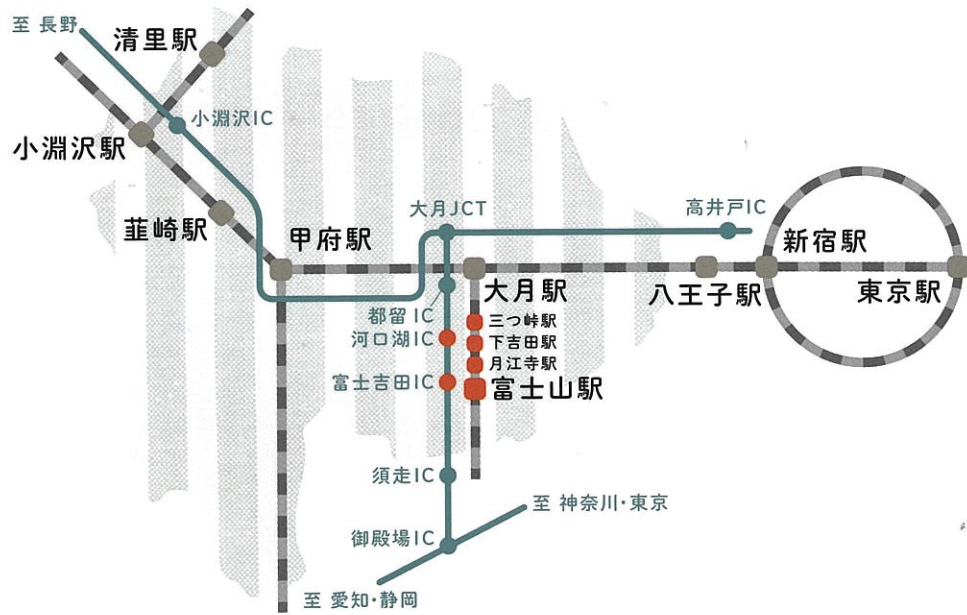 至 長野
清里駅
小淵沢IC
小淵沢駅
韮崎駅
甲府駅
大月JCT
高井戸IC
新宿駅
大月駅
八王子駅
東京駅
都留IC
三つ峠駅
河口湖IC
下吉田駅
月江寺駅
富士吉田IC
富士山駅
須走IC
至 神奈川・東京
御殿場IC
至 愛知・静岡